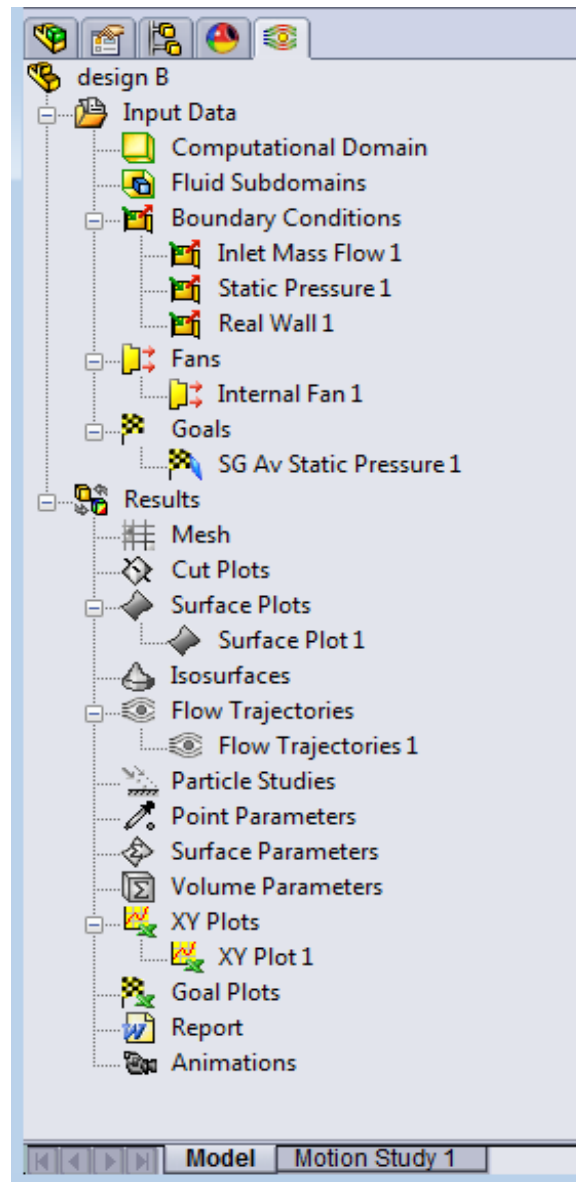 design B
Input Data
Computational Domain
Fluid Subdomains
Boundary Conditions
Inlet Mass Flow 1
Static Pressure 1
Real Wall 1
Fans
Internal Fan 1
Goals
SG Av Static Pressure 1
Results
Mesh
Cut Plots
Surface Plots
Surface Plot 1
Isosurfaces
Flow Trajectories
Flow Trajectories 1
Particle Studies
Point Parameters
Surface Parameters
Volume Parameters
XY Plots
XY Plot 1
Goal Plots
Report
Animations
Model Motion Study 1